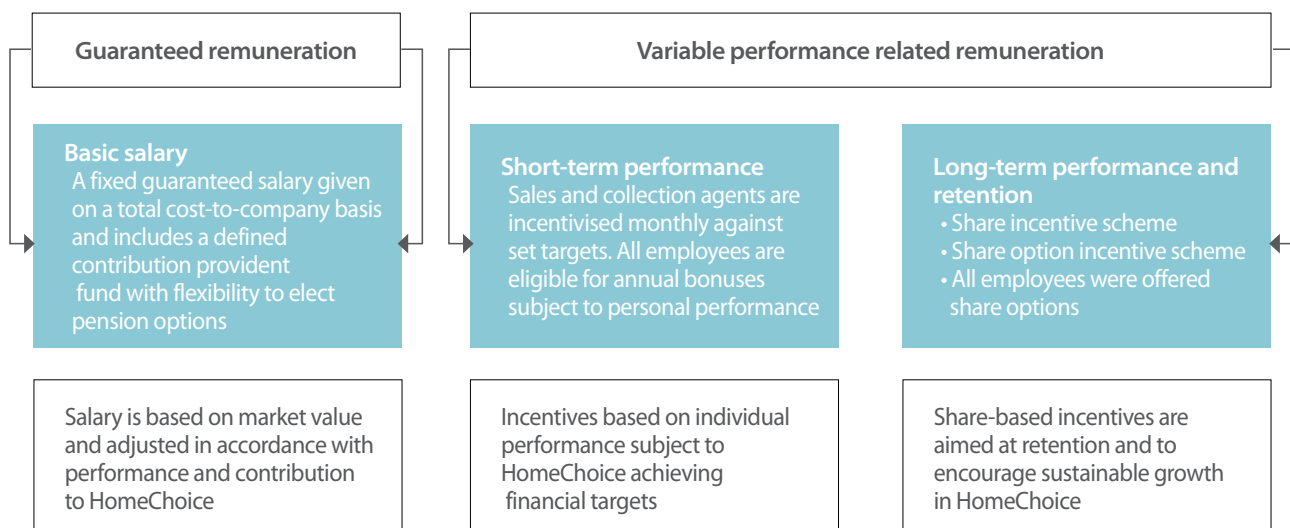 Guaranteed remuneration
Variable performance related remuneration
Basic salary
A fixed guaranteed salary given
on a total cost-to-company basis
and includes a defined
contribution provident
fund with flexibility to elect
pension options
Short-term performance
Sales and collection agents are
incentivised monthly against
set targets. All employees are
eligible for annual bonuses
subject to personal performance
Long-term performance and
retention
• Share incentive scheme
• Share option incentive scheme
• All employees were offered
share options
Salary is based on market value
and adjusted in accordance with
performance and contribution
to HomeChoice
Incentives based on individual
performance subject to
HomeChoice achieving
financial targets
Share-based incentives are
aimed at retention and to
encourage sustainable growth
in HomeChoice